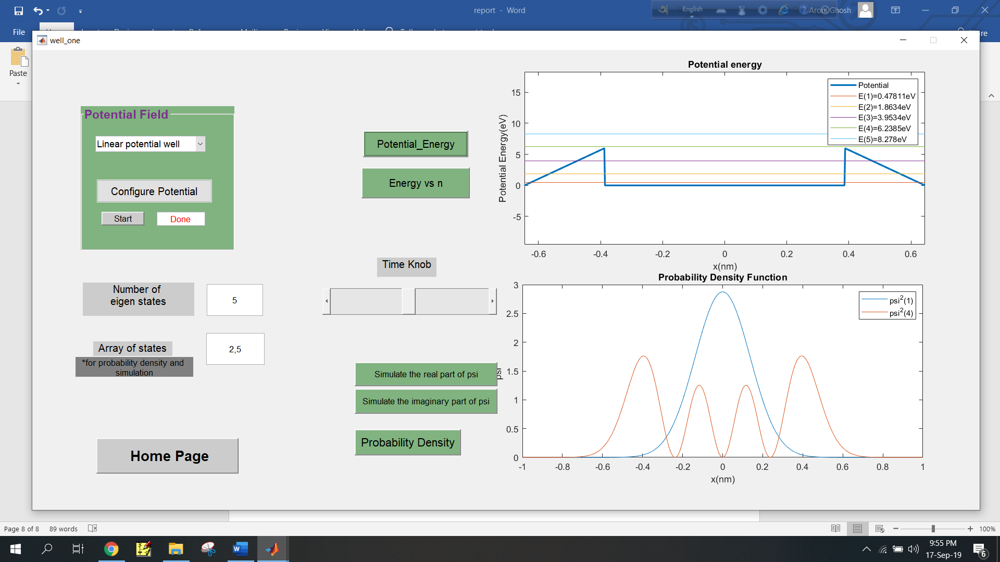 report - Word
English
Aroni Ghosh
File
well_one
Paste
Potential Field
Linear potential well
Configure Potential
Start
Done
Number of
eigen states
5
Array of states
2,5
*for probability density and
simulation
Home Page
Potential_Energy
Energy vs n
Time Knob
Simulate the real part of psi
Simulate the imaginary part of psi
Probability Density
Potential energy
Potential
E(1)=0.47811eV
E(2)=1.8634eV
E(3)=3.9534eV
E(4)=6.2385eV
E(5)=8.278eV
Potential Energy(eV)
15
10
5
0
-5
-0.6 -0.4 -0.2 0 0.2 0.4 0.6
x(nm)
Probability Density Function
psi
psi²(1)
psi²(4)
3
2.5
2
1.5
1
0.5
0
-1 -0.8 -0.6 -0.4 -0.2 0 0.2 0.4 0.6 0.8 1
x(nm)
Page 8 of 8 89 words
100%
9:55 PM
17-Sep-19
6